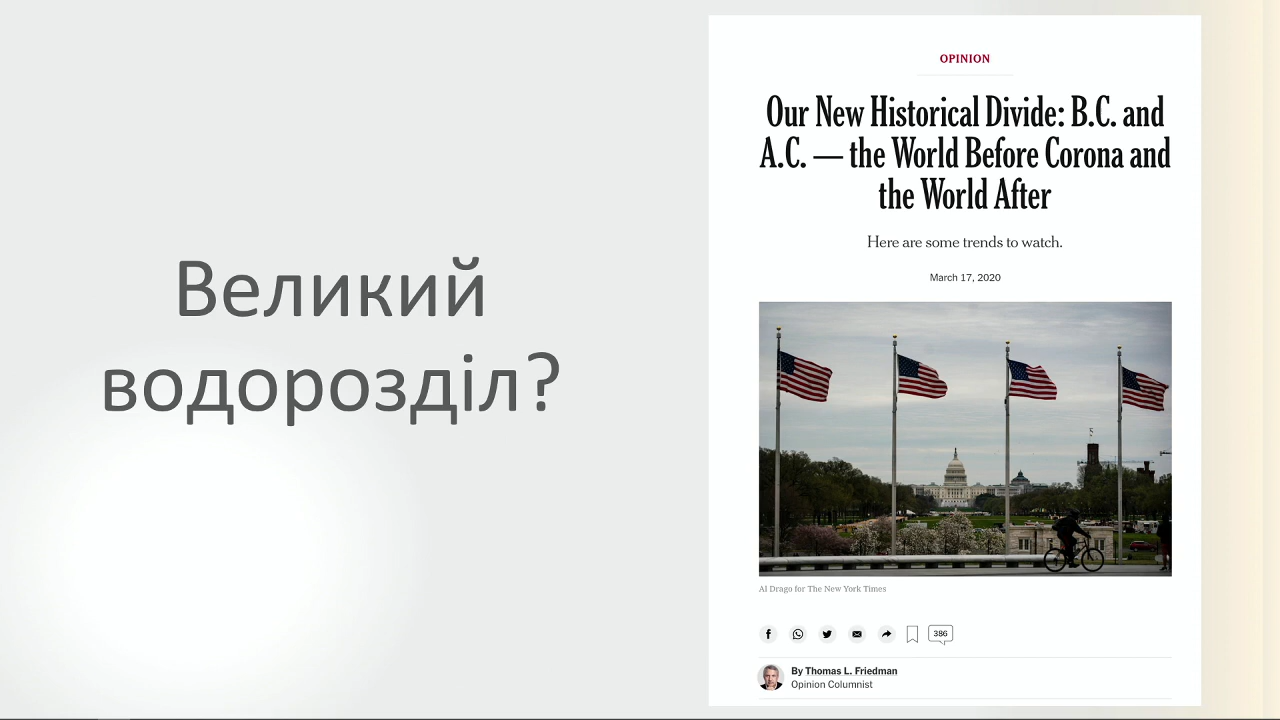 Великий
водорозділ?
OPINION
Our New Historical Divide: B.C. and
A.C. — the World Before Corona and
the World After
Here are some trends to watch.
March 17, 2020
Al Drago for The New York Times
386
By Thomas L. Friedman
Opinion Columnist